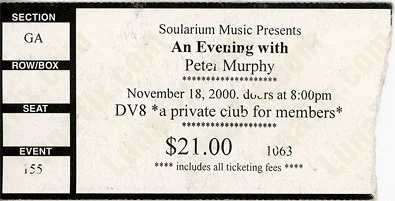 SECTION
GA
ROW/BOX
SEAT
EVENT
155
Soularium Music Presents
An Evening with
Peter Murphy
********************
November 18, 2000. doors at 8:00pm
DV8 *a private club for members*
********************
$21.00 1063
**** includes all ticketing fees ****